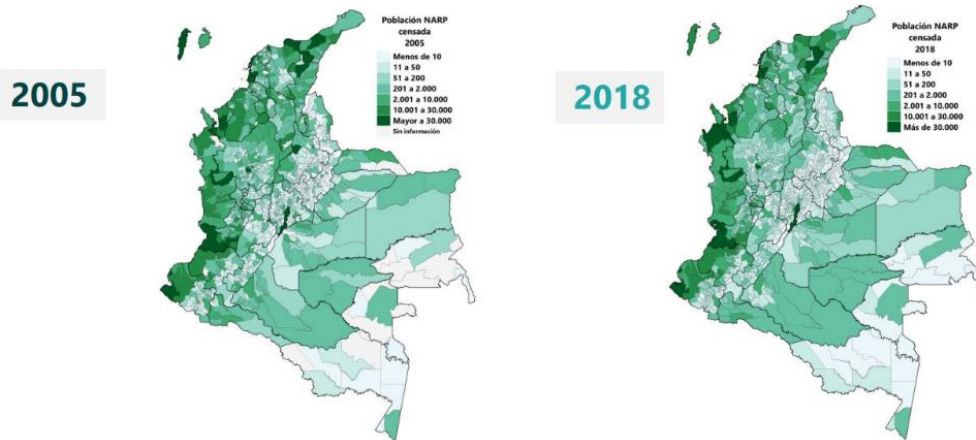 2005
Población NARP
censada
2005
Menos de 10
11 a 50
51 a 200
201 a 2.000
2.001 a 10.000
10.001 a 30.000
Mayor a 30.000
Sin información
2018
Población NARP
censada
2018
Menos de 10
11 a 50
51 a 200
201 a 2.000
2.001 a 10.000
10.001 a 30.000
Más de 30.000